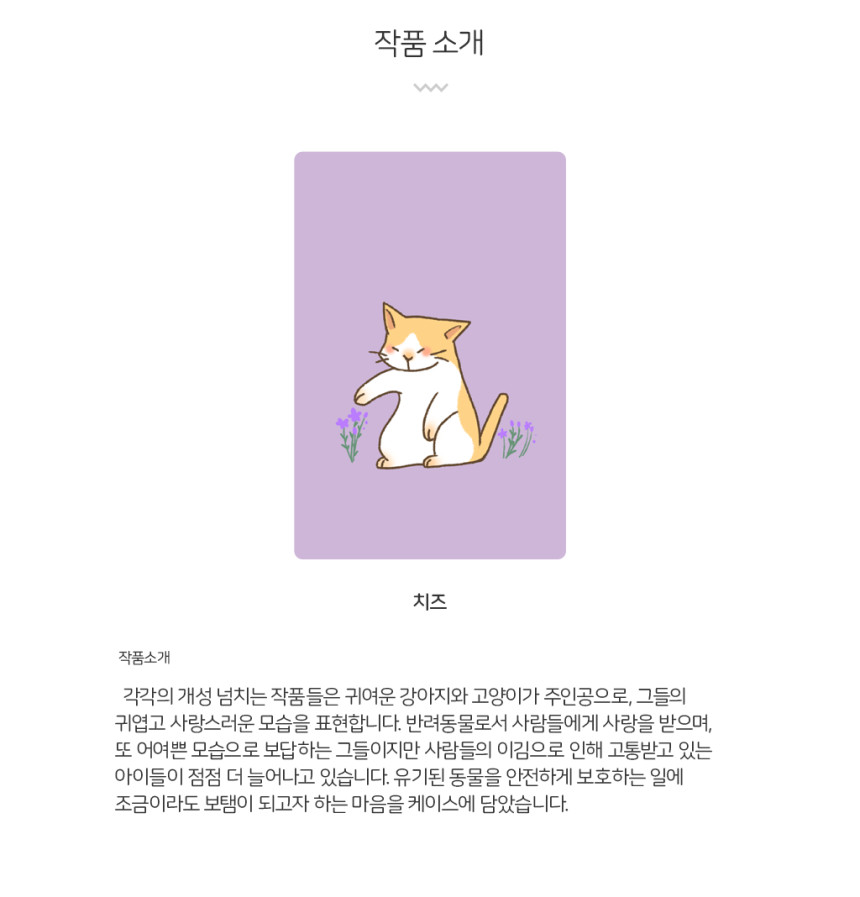 작품 소개
치즈
작품소개
각각의 개성 넘치는 작품들은 귀여운 강아지와 고양이가 주인공으로, 그들의
귀엽고 사랑스러운 모습을 표현합니다. 반려동물로서 사람들에게 사랑을 받으며,
또 어여쁜 모습으로 보답하는 그들이지만 사람들의 이김으로 인해 고통받고 있는
아이들이 점점 더 늘어나고 있습니다. 유기된 동물을 안전하게 보호하는 일에
조금이라도 보탬이 되고자 하는 마음을 케이스에 담았습니다.